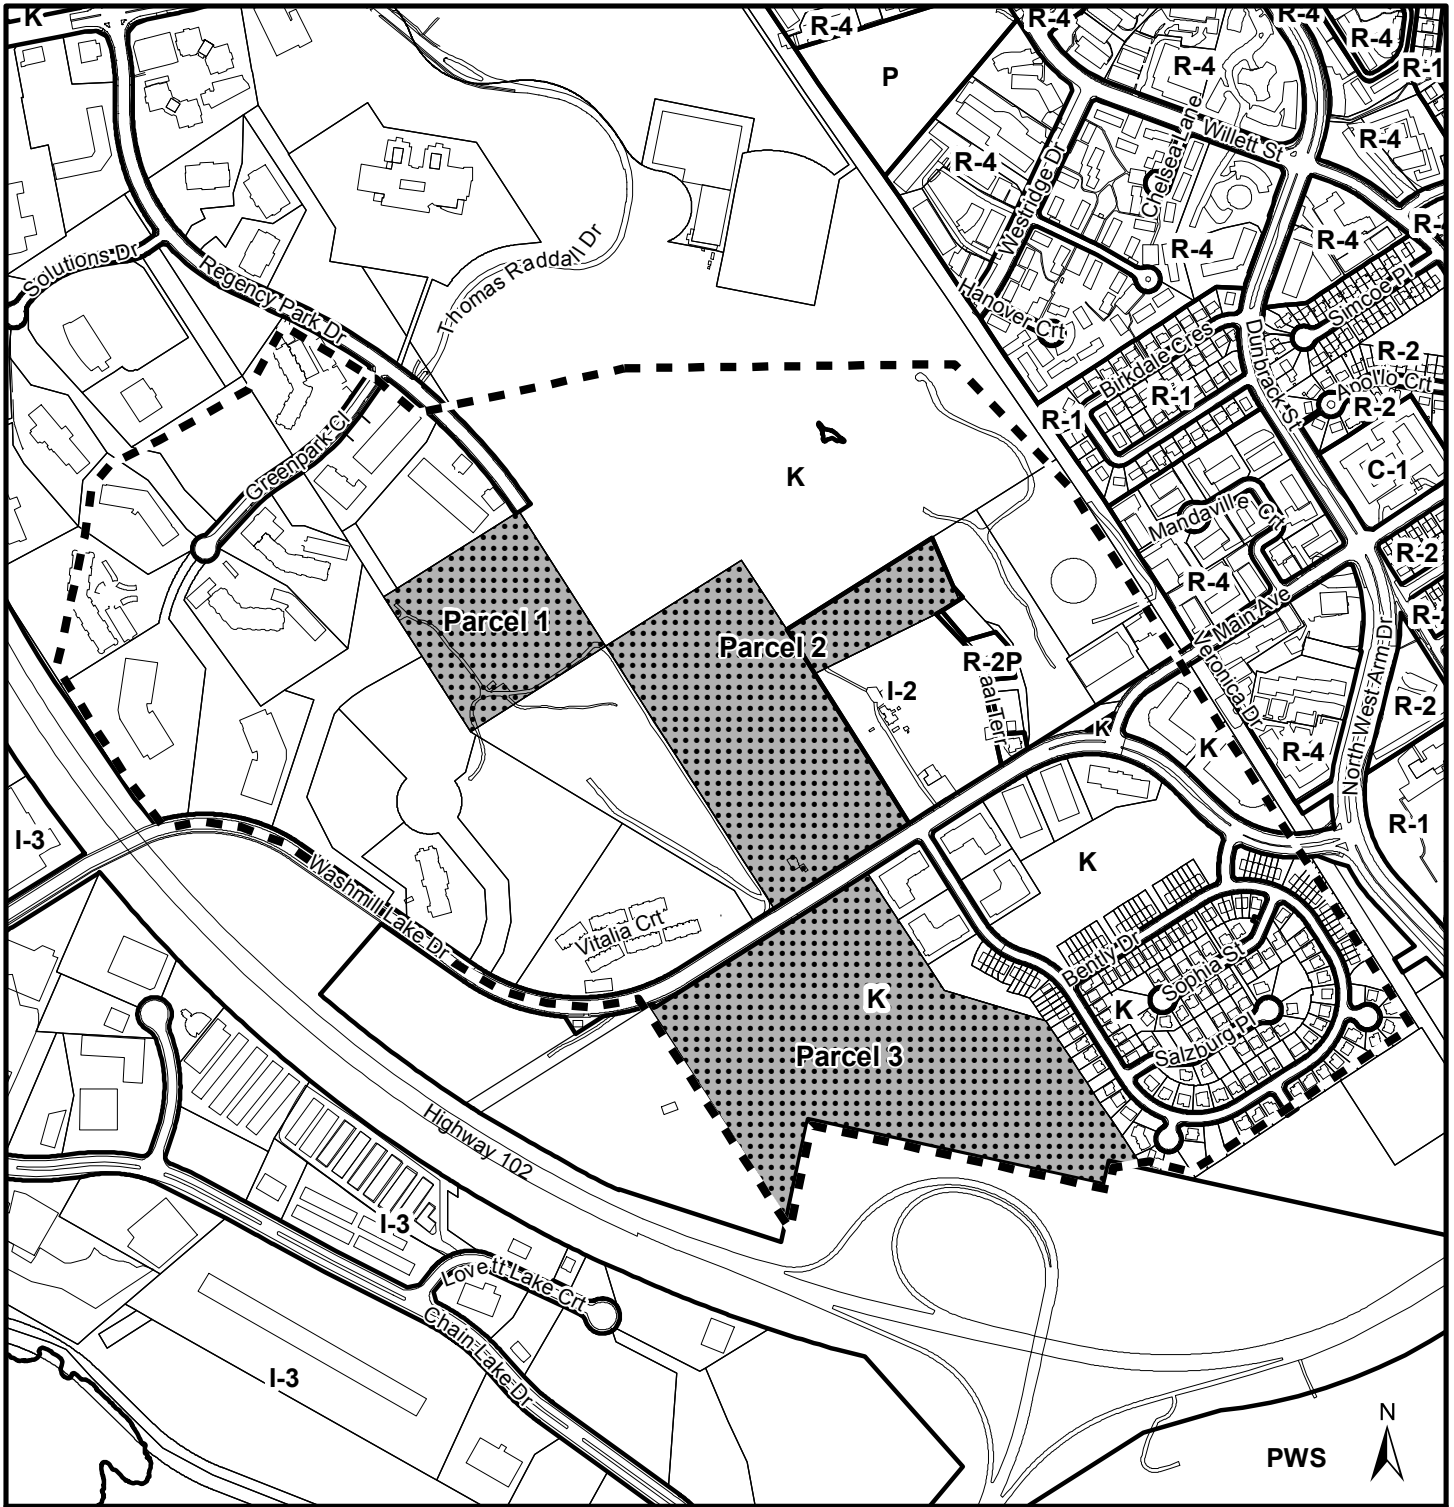 K
R-4
R-4
R-4
R-4
P
R-4
R-1
Chelsea Lane
Willett St
R-4
R-4
Westridge Dr
R-4
R-4
Solutions Dr
Regency Park Dr
Thomas Raddall Dr
Hanover Crt
Simcoe Pl
Birkdale Cres
Dunbrack St
R-2
Apollo Crt
R-1
R-1
R-2
Greenpark Cl
K
C-1
Mandaville Crt
R-2
R-4
Main Ave
Parcel 1
Parcel 2
R-2P
I-2
Veronica Dr
North West Arm Dr
R-2
K
K
R-4
I-3
R-1
K
Washmill Lake Dr
Vitalia Crt
Bently Dr
Sophia St
K
K
Salzburg Pl
Parcel 3
Highway 102
I-3
Lovett Lake Crt
Chain Lake Dr
I-3
N
PWS